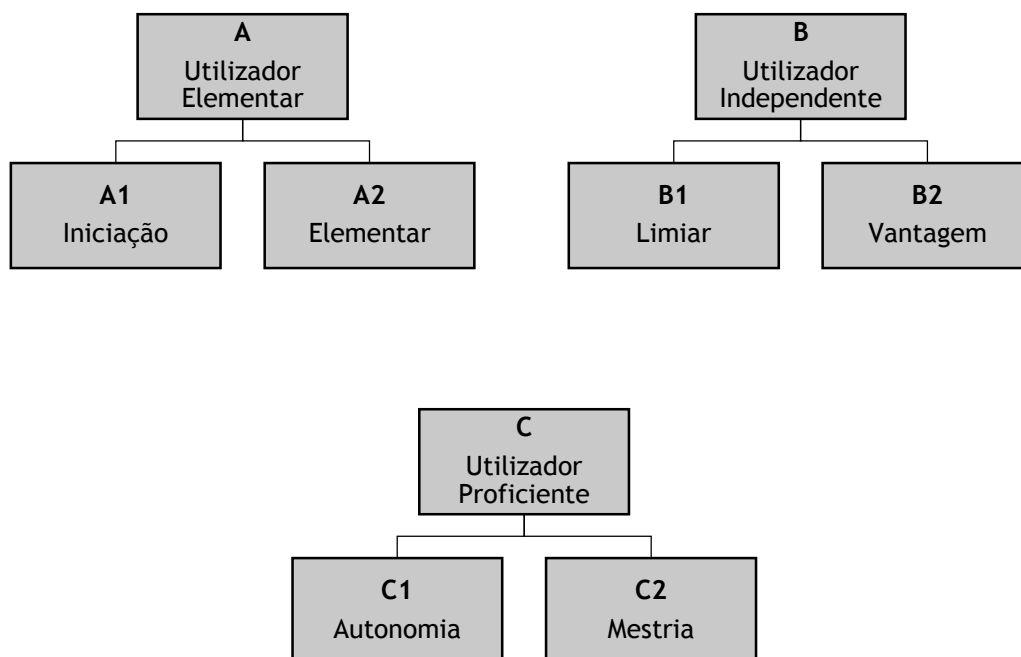 A
Utilizador
Elementar
B
Utilizador
Independente
A1
Iniciação
A2
Elementar
B1
Limiar
B2
Vantagem
C
Utilizador
Proficiente
C1
Autonomia
C2
Mestria